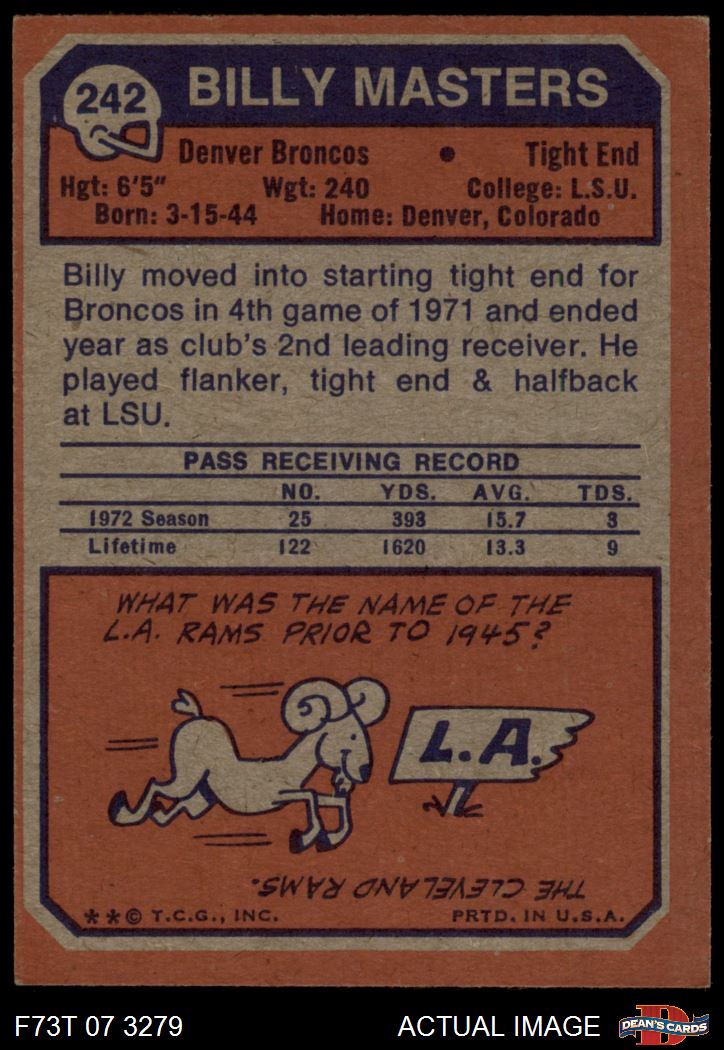 242
BILLY MASTERS
Denver Broncos • Tight End
Hgt: 6'5" Wgt: 240 College: L.S.U.
Born: 3-15-44 Home: Denver, Colorado
Billy moved into starting tight end for
Broncos in 4th game of 1971 and ended
year as club's 2nd leading receiver. He
played flanker, tight end & halfback
at LSU.
PASS RECEIVING RECORD
NO. YDS. AVG. TDS.
1972 Season 25 393 15.7 3
Lifetime 122 1620 13.3 9
WHAT WAS THE NAME OF THE
L.A. RAMS PRIOR TO 1945?
L.A.
THE CLEVELAND RAMS.
**© T.C.G., INC. PRTD. IN U.S.A.
F73T 07 3279 ACTUAL IMAGE
D
DEAN'S CARDS